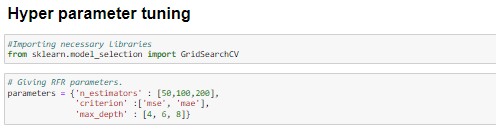 Hyper parameter tuning
#Importing necessary libraries
from sklearn.model_selection import GridSearchCV
# Giving RFR parameters.
parameters = {'n_estimators' : [50,100,200],
'criterion' :['mse', 'mae'],
'max_depth' : [4, 6, 8]}